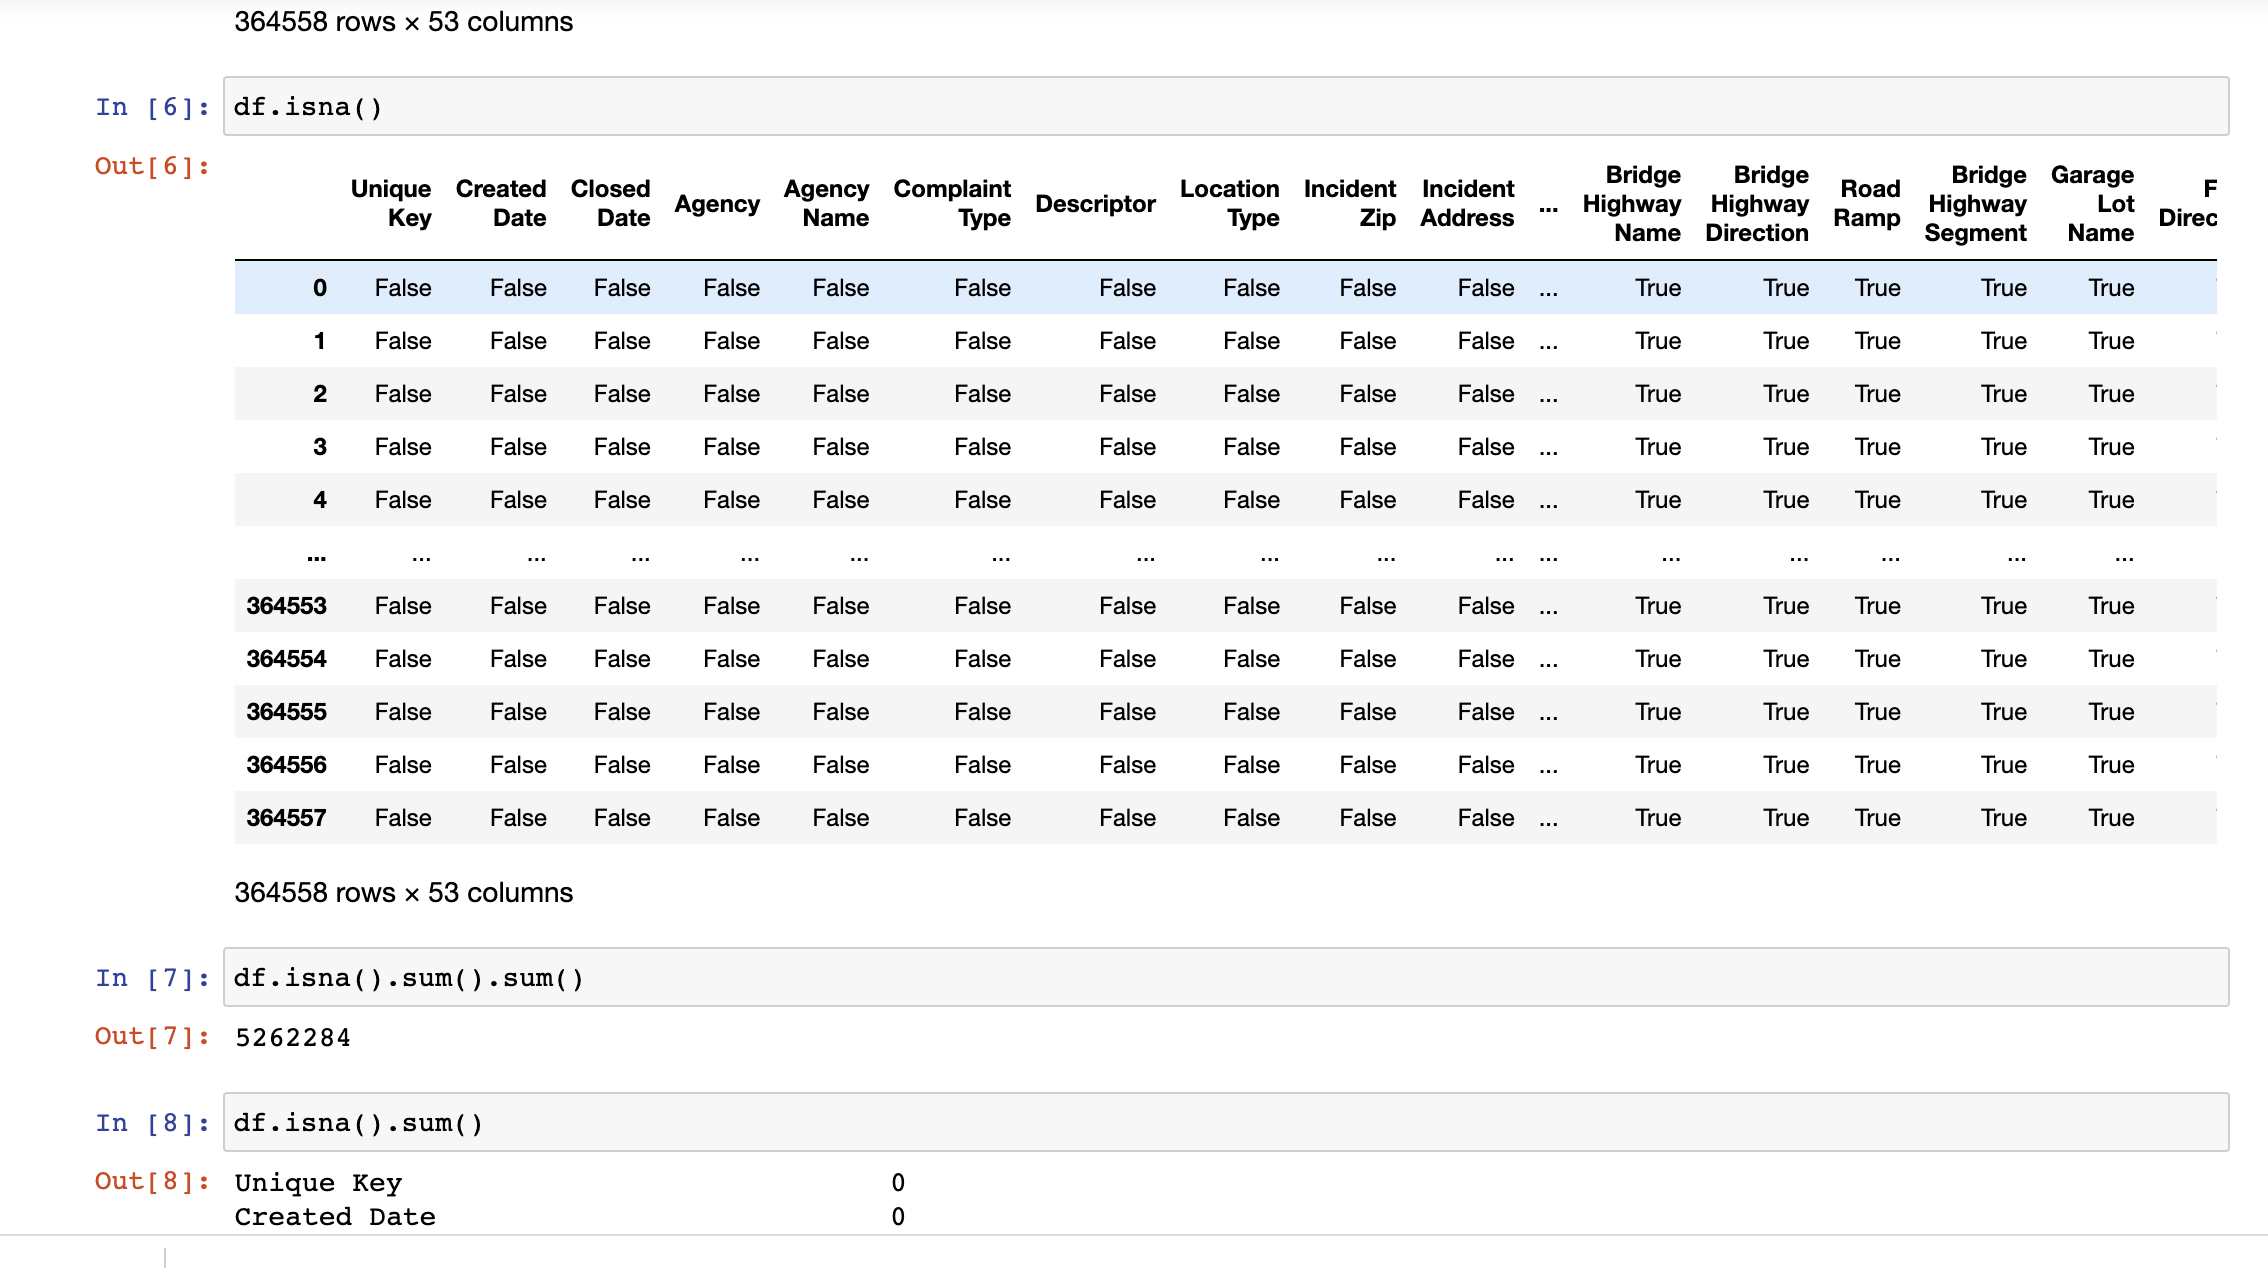 364558 rows × 53 columns
In [6]: df.isna()
Out[6]:
Unique Key Created Date Closed Date Agency Agency Name Complaint Type Descriptor Location Type Incident Zip Incident Address ... Bridge Highway Name Bridge Highway Direction Road Ramp Bridge Highway Segment Garage Lot Name F Direc
0 False False False False False False False False False False ... True True True True True
1 False False False False False False False False False False ... True True True True True
2 False False False False False False False False False False ... True True True True True
3 False False False False False False False False False False ... True True True True True
4 False False False False False False False False False False ... True True True True True
... ... ... ... ... ... ... ... ... ... ... ... ... ... ... ... ...
364553 False False False False False False False False False False ... True True True True True
364554 False False False False False False False False False False ... True True True True True
364555 False False False False False False False False False False ... True True True True True
364556 False False False False False False False False False False ... True True True True True
364557 False False False False False False False False False False ... True True True True True
364558 rows × 53 columns
In [7]: df.isna().sum().sum()
Out[7]: 5262284
In [8]: df.isna().sum()
Out[8]: Unique Key 0
Created Date 0